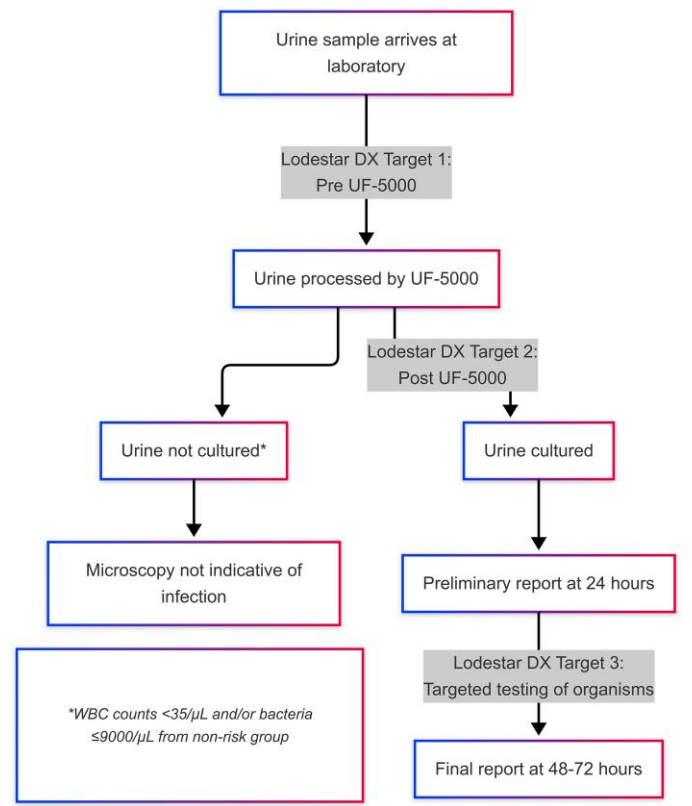 Urine sample arrives at
laboratory
Lodestar DX Target 1:
Pre UF-5000
Urine processed by UF-5000
Lodestar DX Target 2:
Post UF-5000
Urine not cultured*
Urine cultured
Microscopy not indicative of
infection
Preliminary report at 24 hours
Lodestar DX Target 3:
Targeted testing of organisms
*WBC counts <35/μL and/or bacteria
≤9000/μL from non-risk group
Final report at 48-72 hours